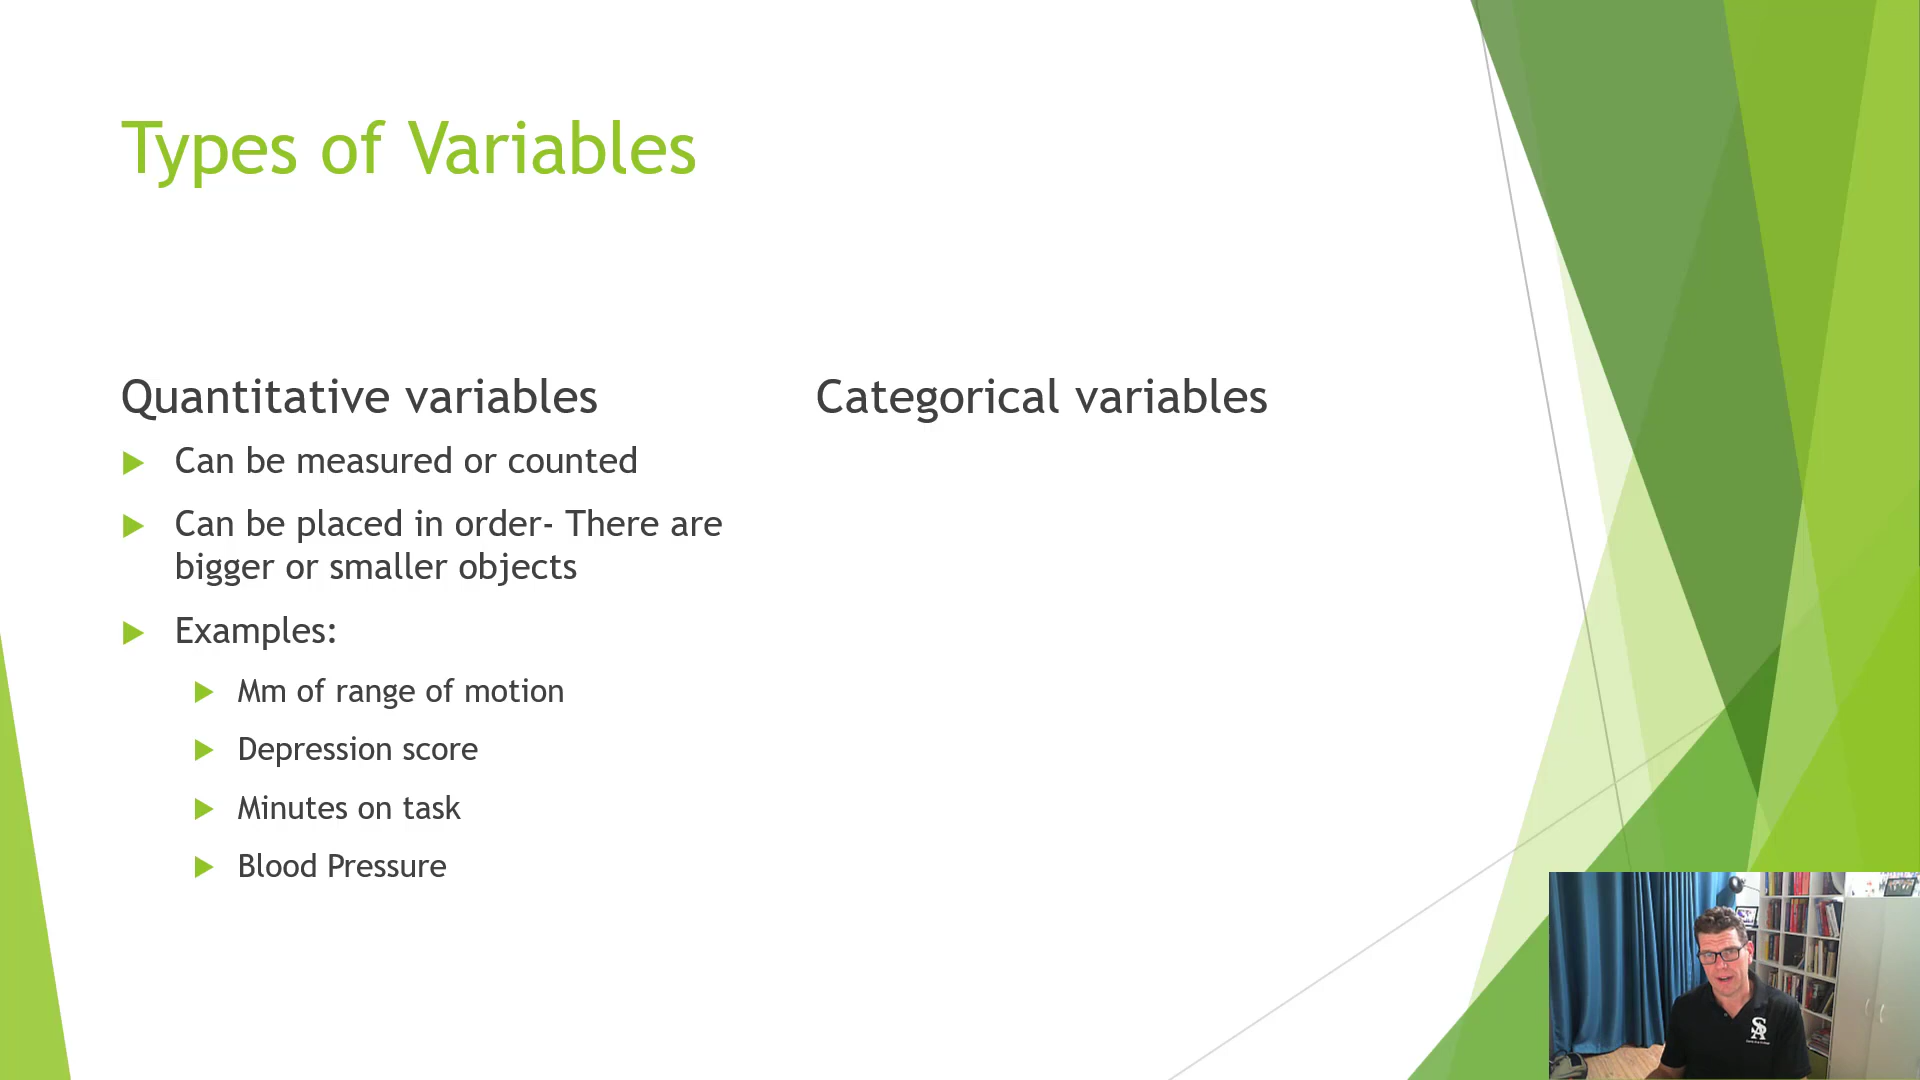 Types of Variables
Quantitative variables
Can be measured or counted
Can be placed in order- There are
bigger or smaller objects
Examples:
Mm of range of motion
Depression score
Minutes on task
Blood Pressure
Categorical variables